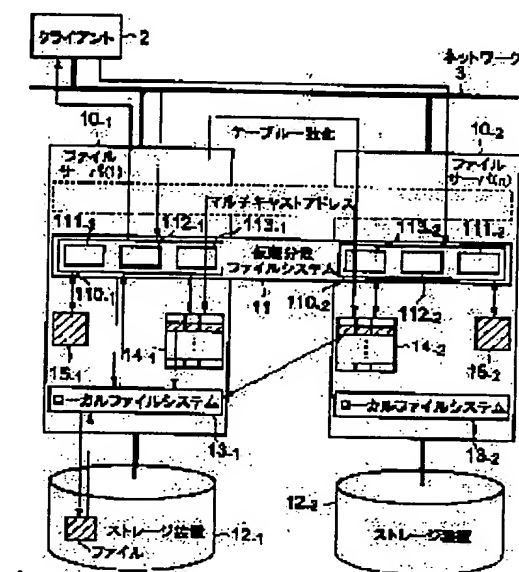 クライアント
2
ネットワーク
3
10-1
10-2
ファイル
サーバ(1)
テーブル一致化
ファイル
サーバ(n)
マルチキャストアドレス
111-1
112-1
113-1
113-2
111-2
仮想分散
ファイルシステム
110-1
11
110-2
112-2
15-1
14-1
14-2
15-2
ローカルファイルシステム
13-1
ローカルファイルシステム
13-2
ストレージ装置
12-1
ファイル
12-2
ストレージ装置